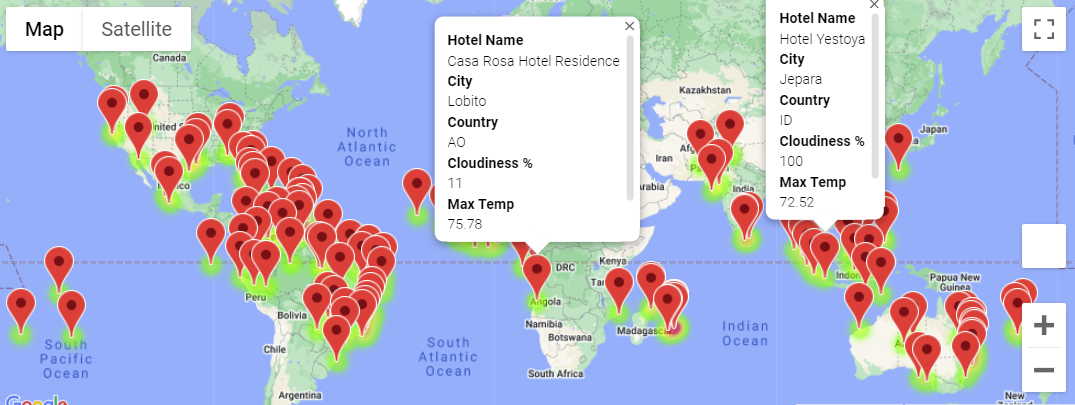 Map
Satellite
Canada
Hotel Name
Casa Rosa Hotel Residence
City
Lobito
Country
AO
Cloudiness %
11
Max Temp
75.78
Hotel Name
Hotel Yestoya
City
Jepara
Country
ID
Cloudiness %
100
Max Temp
72.52
Kazakhstan
Japan
North
Atlantic
Ocean
Iran
India
Kenya
DRC
Angola
Namibia
Botswana
Madagascar
South Africa
Papua New
Guinea
Peru
Bolivia
Chile
Argentina
South
Pacific
Ocean
South
Atlantic
Ocean
Indian
Ocean
New
Google